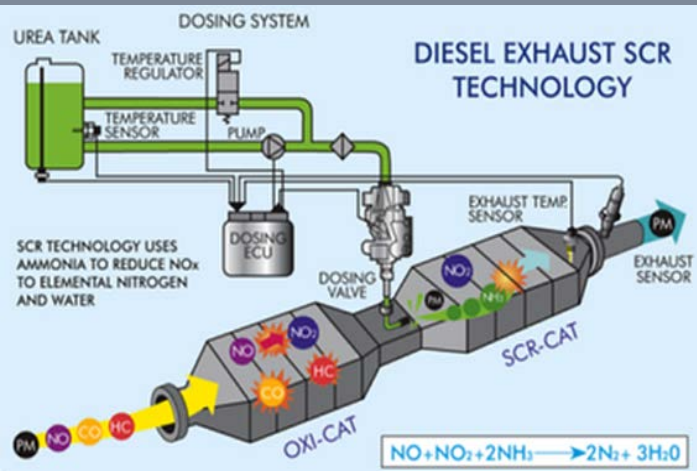 DOSING SYSTEM
UREA TANK
DIESEL EXHAUST SCR
TECHNOLOGY
TEMPERATURE
REGULATOR
TEMPERATURE
SENSOR
PUMP
EXHAUST TEMP.
SENSOR
PM
DOSING
ECU
EXHAUST
SENSOR
SCR TECHNOLOGY USES
AMMONIA TO REDUCE NOx
TO ELEMENTAL NITROGEN
AND WATER
DOSING
VALVE
NO₂
PM
NH₃
NO
NO₂
HC
CO
SCR-CAT
OXI-CAT
PM
NO
CO
HC
NO+NO₂+2NH₃→2N₂+ 3H₂0